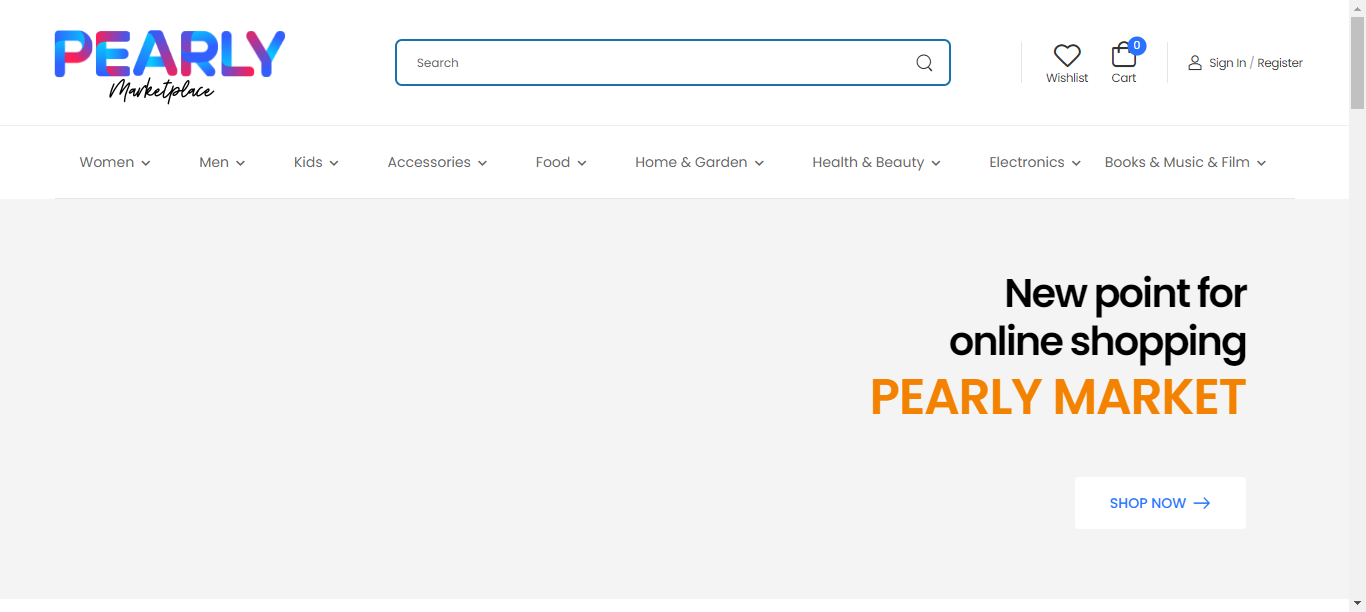 PEARLY
Marketplace
Search
Wishlist
0
Cart
Sign In / Register
Women
Men
Kids
Accessories
Food
Home & Garden
Health & Beauty
Electronics
Books & Music & Film
New point for
online shopping
PEARLY MARKET
SHOP NOW